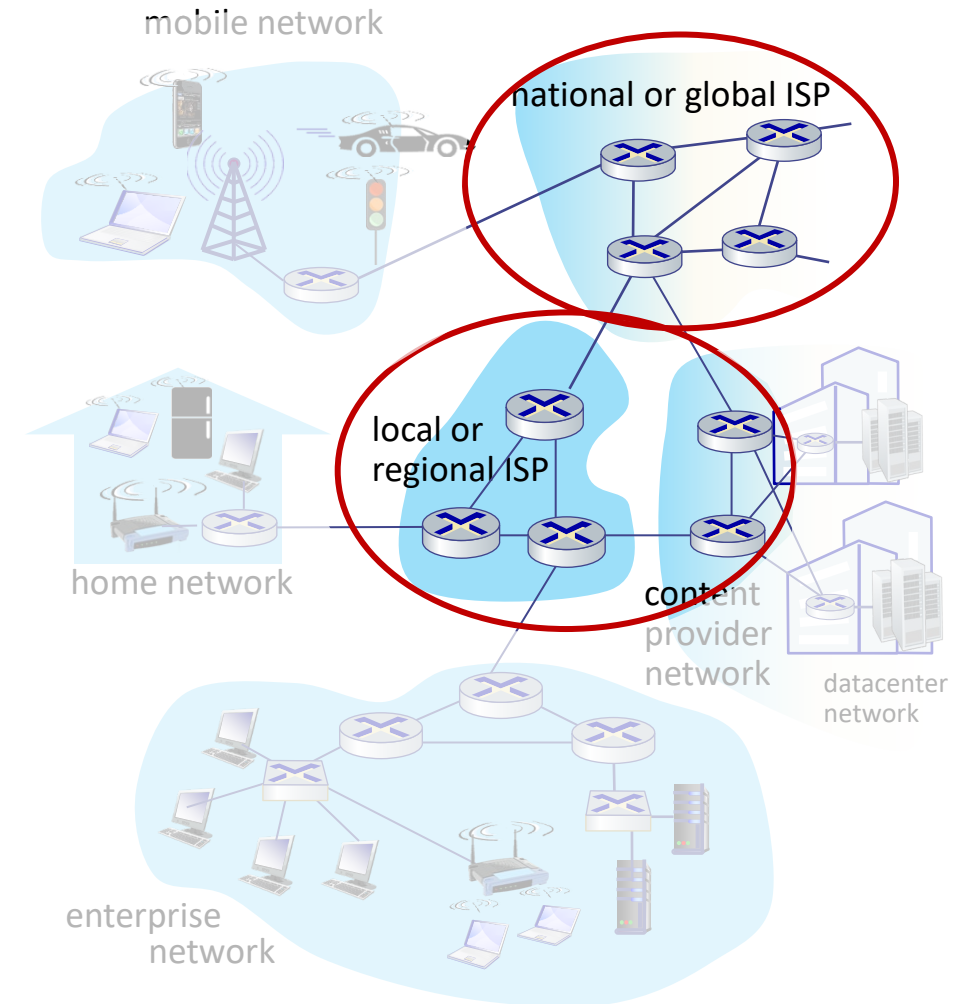 mobile network
national or global ISP
local or
regional ISP
home network
content
provider
network
datacenter
network
enterprise
network